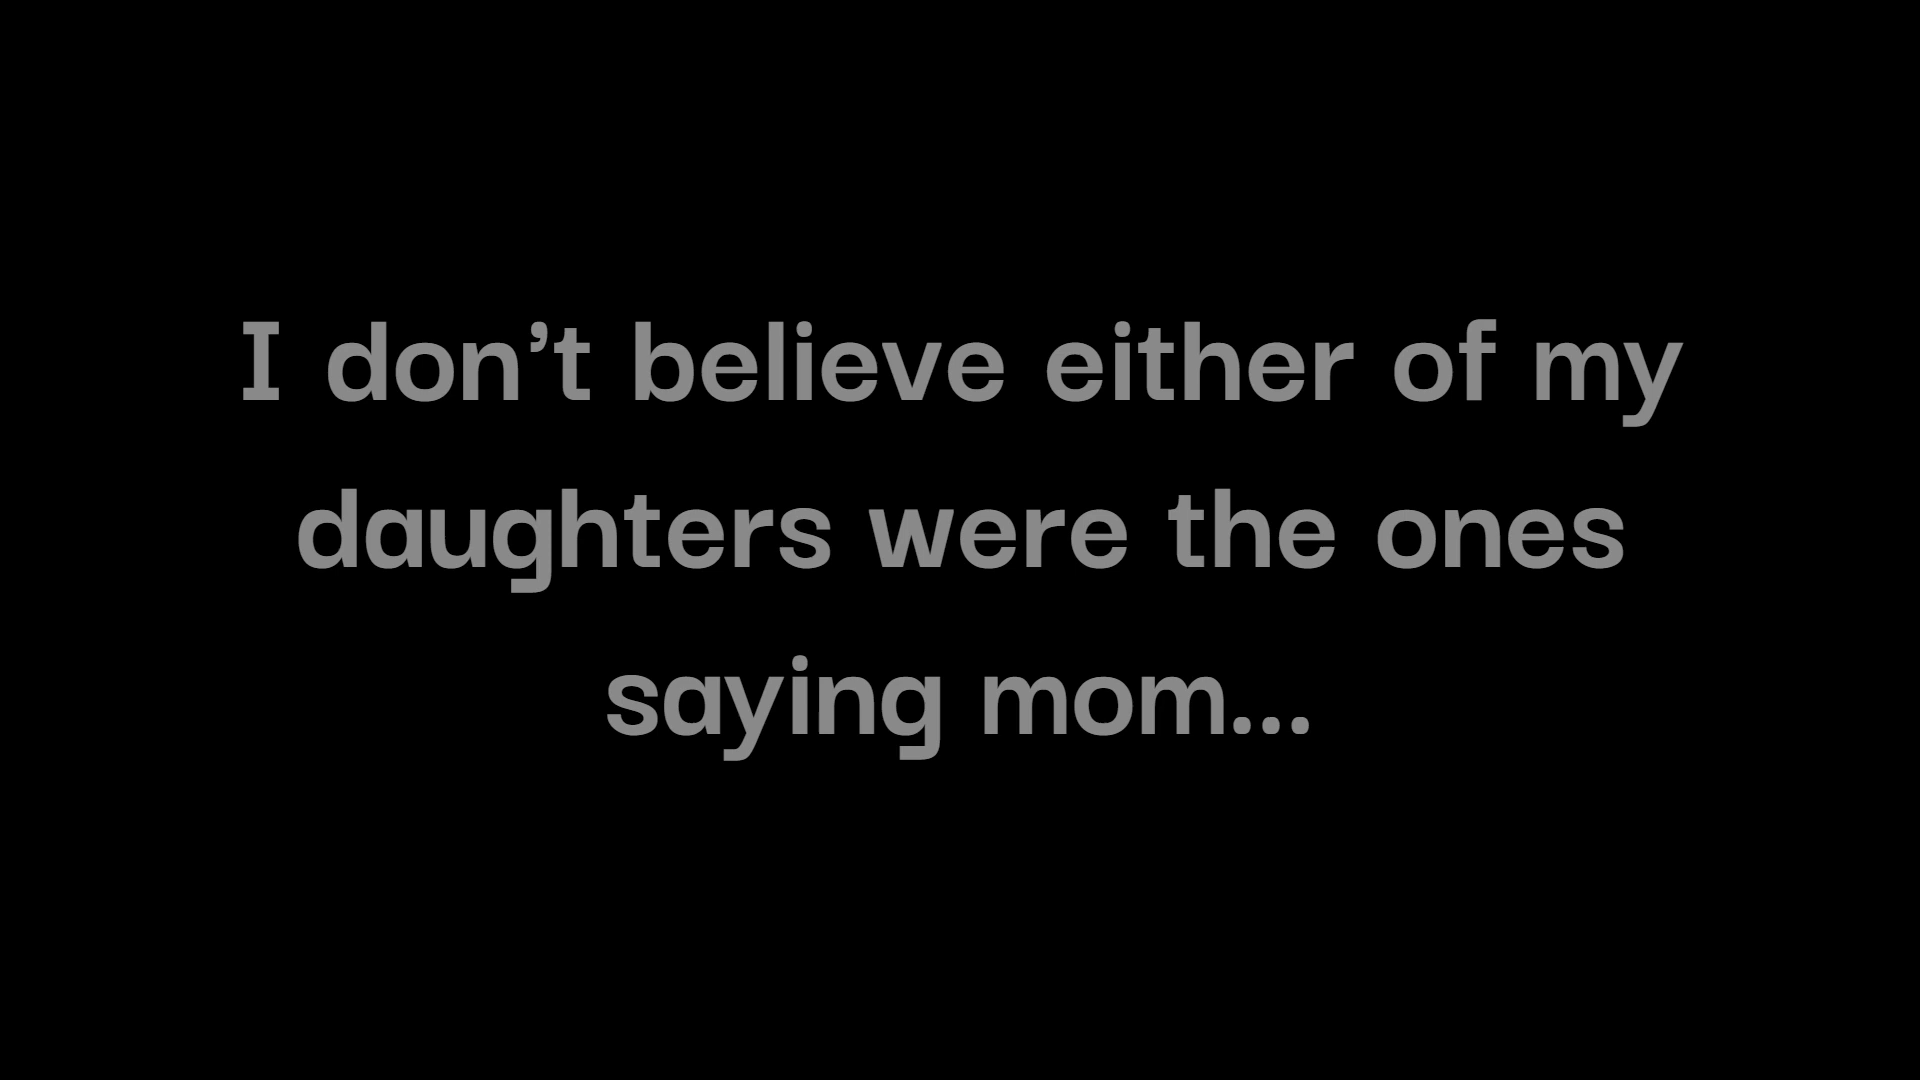 I don’t believe either of my
daughters were the ones
saying mom...